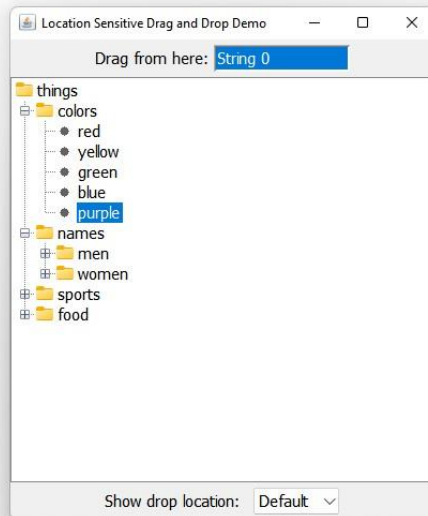 Location Sensitive Drag and Drop Demo
Drag from here: String 0
things
colors
red
yellow
green
blue
purple
names
men
women
sports
food
Show drop location: Default